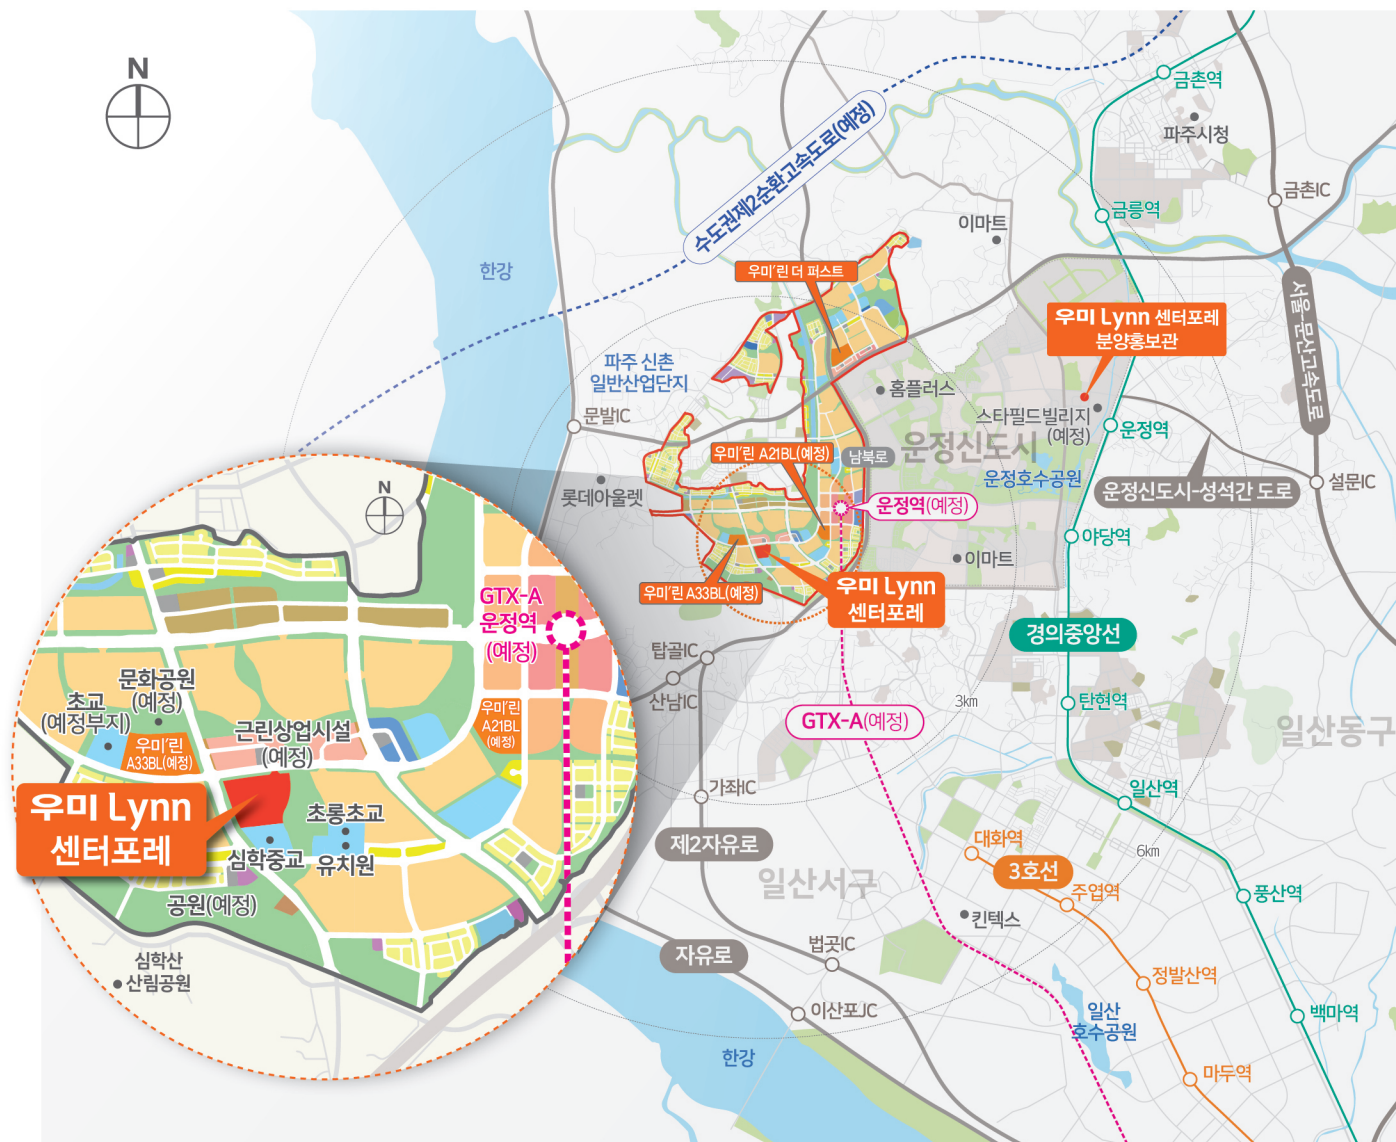 N
금촌역
파주시청
수도권제2순환고속도로(예정)
금촌IC
금릉역
이마트
한강
우미린 더 퍼스트
우미 Lynn 센터포레
분양홍보관
서울-문산고속도로
파주 신촌
일반산업단지
홈플러스
스타필드빌리지
(예정)
문발IC
운정역
우미린 A21BL(예정)
남북로
운정신도시
롯데아울렛
운정호수공원
운정신도시-성석간 도로
설문IC
운정역(예정)
야당역
이마트
우미린 A33BL(예정)
우미 Lynn
센터포레
경의중앙선
탑골IC
산남IC
탄현역
3km
GTX-A(예정)
일산동구
가좌IC
일산역
제2자유로
대화역
6km
3호선
일산서구
주엽역
풍산역
킨텍스
법곳IC
자유로
정발산역
이산포JC
일산
호수공원
백마역
한강
마두역
N
GTX-A
운정역
(예정)
문화공원
(예정)
초교
(예정부지)
우미린
A21BL
(예정)
근린상업시설
(예정)
우미린
A33BL(예정)
우미 Lynn
센터포레
초롱초교
심학중교
유치원
공원(예정)
심학산
산림공원